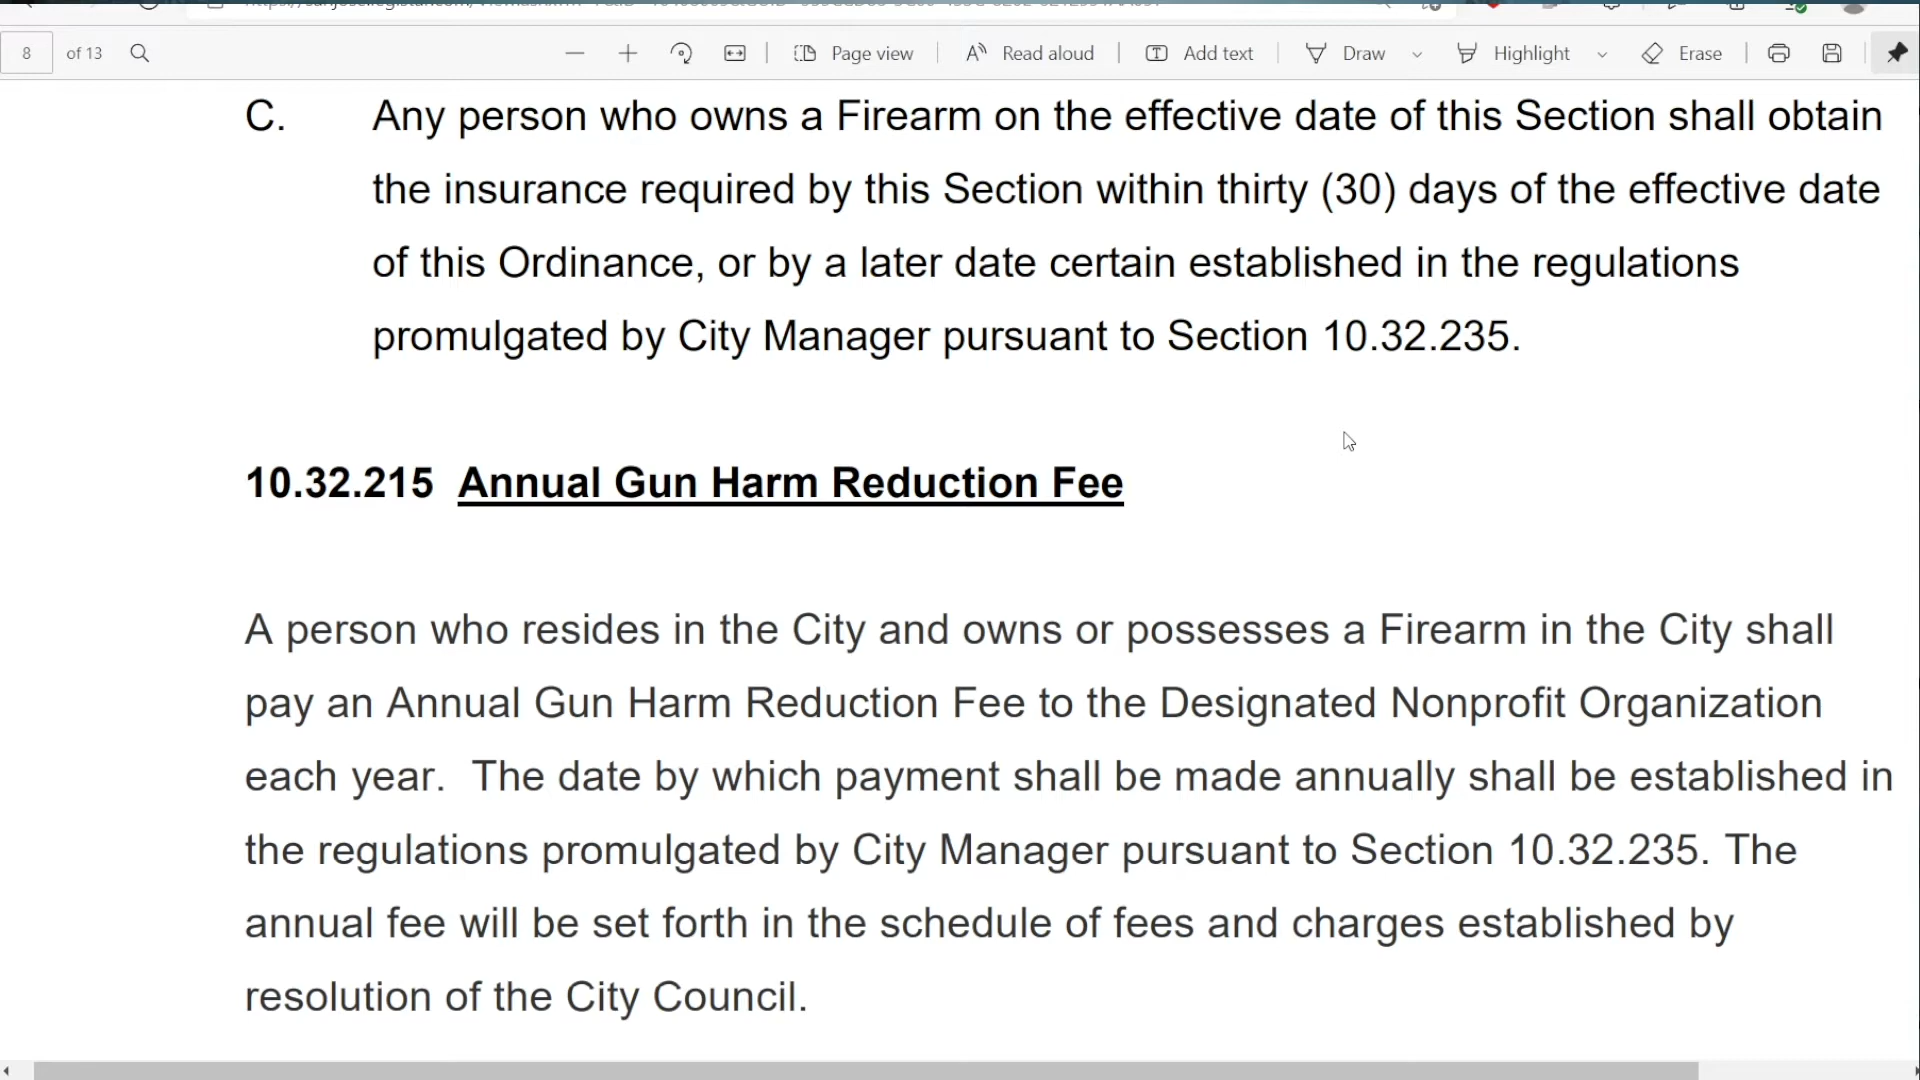 8 of 13 Page view Read aloud Add text Draw Highlight Erase
C. Any person who owns a Firearm on the effective date of this Section shall obtain
the insurance required by this Section within thirty (30) days of the effective date
of this Ordinance, or by a later date certain established in the regulations
promulgated by City Manager pursuant to Section 10.32.235.
10.32.215 Annual Gun Harm Reduction Fee
A person who resides in the City and owns or possesses a Firearm in the City shall
pay an Annual Gun Harm Reduction Fee to the Designated Nonprofit Organization
each year. The date by which payment shall be made annually shall be established in
the regulations promulgated by City Manager pursuant to Section 10.32.235. The
annual fee will be set forth in the schedule of fees and charges established by
resolution of the City Council.